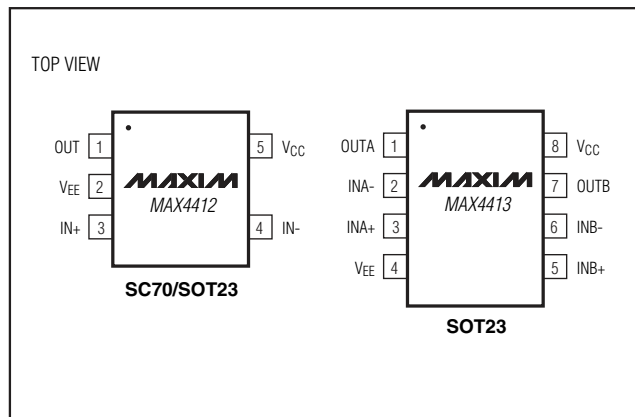 TOP VIEW
OUT 1
VEE 2
IN+ 3
MAXIM
MAX4412
5 VCC
4 IN-
SC70/SOT23
OUTA 1
INA- 2
INA+ 3
VEE 4
MAXIM
MAX4413
8 VCC
7 OUTB
6 INB-
5 INB+
SOT23